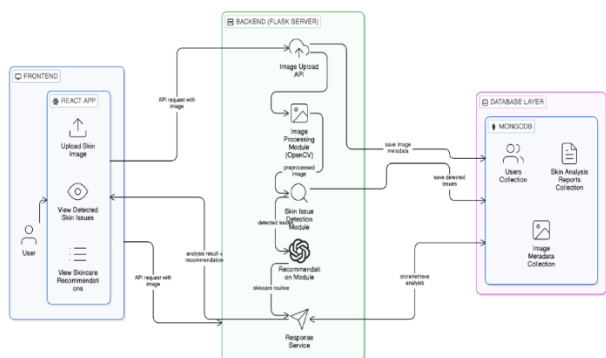 FRONTEND
REACT APP
Upload Skin
Image
View Detected
Skin Issues
View Skincare
Recommendati
ons
User
API request with
image
analysis result +
recommendation
API request with
image
BACKEND (FLASK SERVER)
Image Upload
API
Image
Processing
Module
(OpenCV)
preprocessed
image
Skin Issue
Detection
Module
detected issues
Recommendati
on Module
skincare routine
Response
Service
save image
metadata
save detected
issues
store/retrieve
analysis
DATABASE LAYER
MONGODB
Users
Collection
Skin Analysis
Reports
Collection
Image
Metadata
Collection